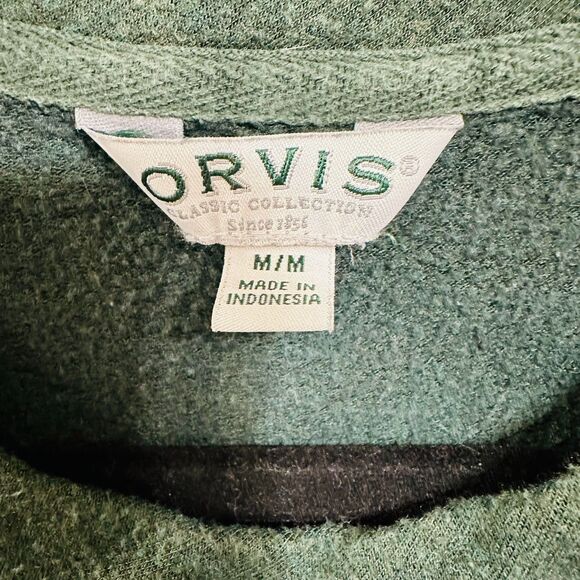 ORVIS®
CLASSIC COLLECTION
Since 1856
M/M
MADE IN
INDONESIA